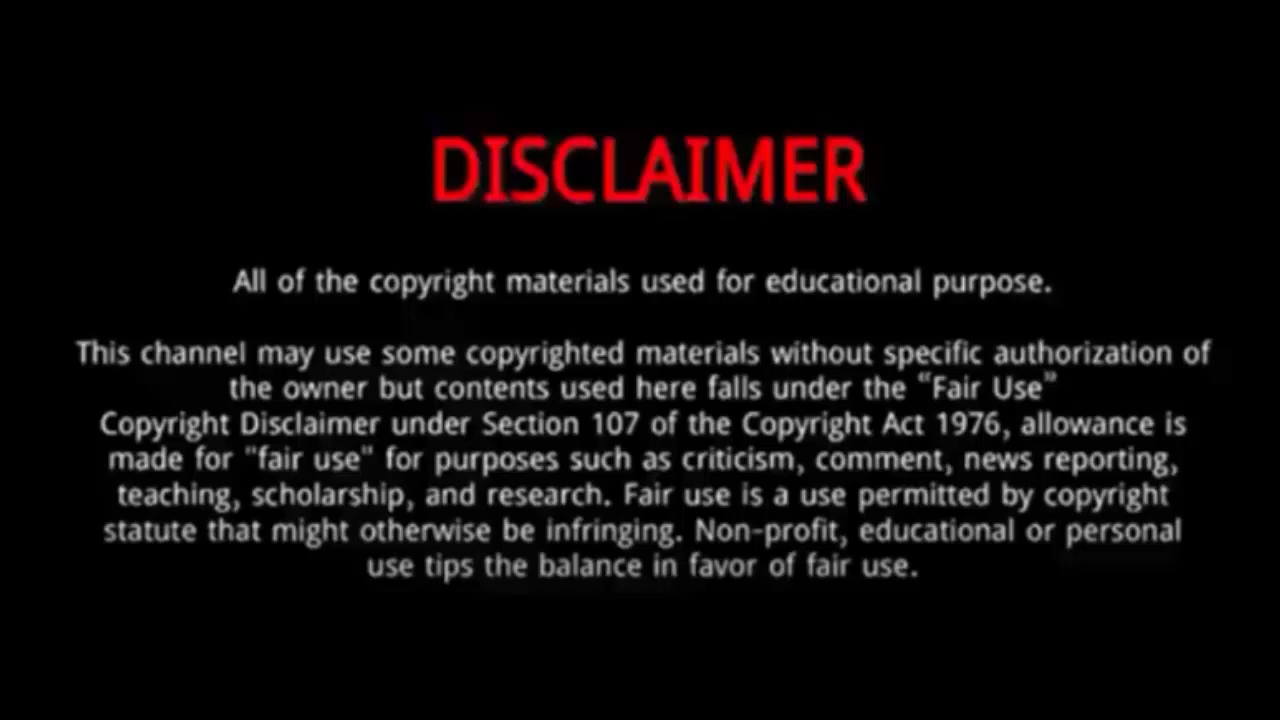 DISCLAIMER
All of the copyright materials used for educational purpose.
This channel may use some copyrighted materials without specific authorization of
the owner but contents used here falls under the “Fair Use”
Copyright Disclaimer under Section 107 of the Copyright Act 1976, allowance is
made for "fair use" for purposes such as criticism, comment, news reporting,
teaching, scholarship, and research. Fair use is a use permitted by copyright
statute that might otherwise be infringing. Non-profit, educational or personal
use tips the balance in favor of fair use.